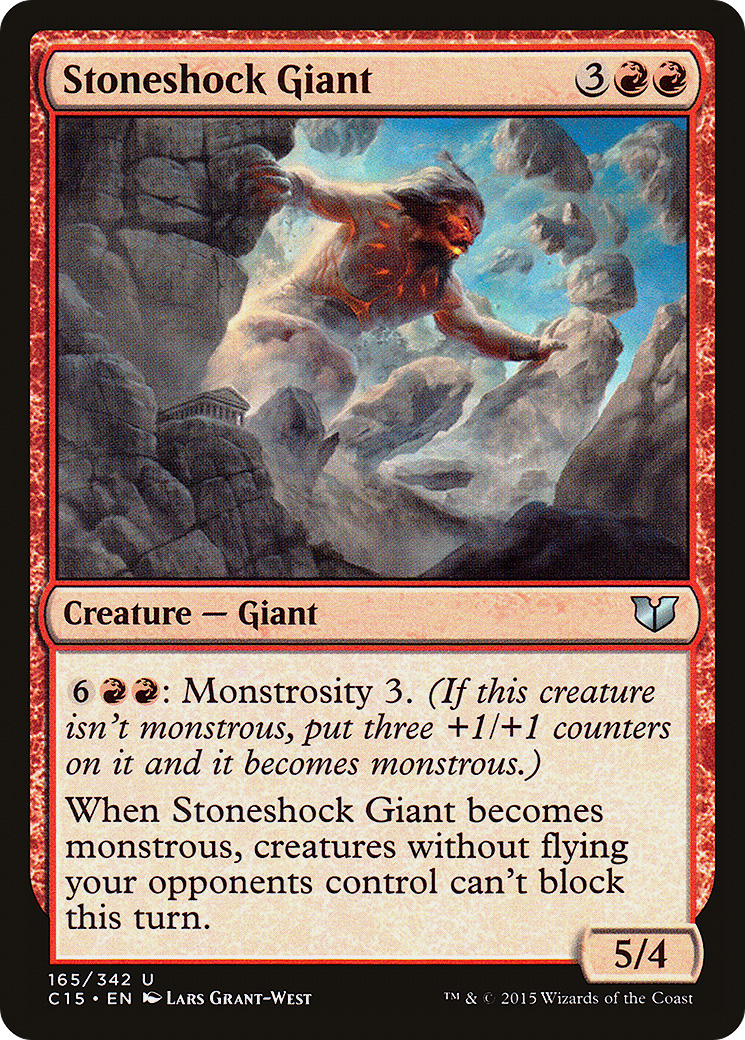 Stoneshock Giant 3
Creature — Giant
6: Monstrosity 3. (If this creature
isn't monstrous, put three +1/+1 counters
on it and it becomes monstrous.)
When Stoneshock Giant becomes
monstrous, creatures without flying
your opponents control can't block
this turn.
5/4
165/342 U
C15 • EN Lars Grant-West
™ & © 2015 Wizards of the Coast